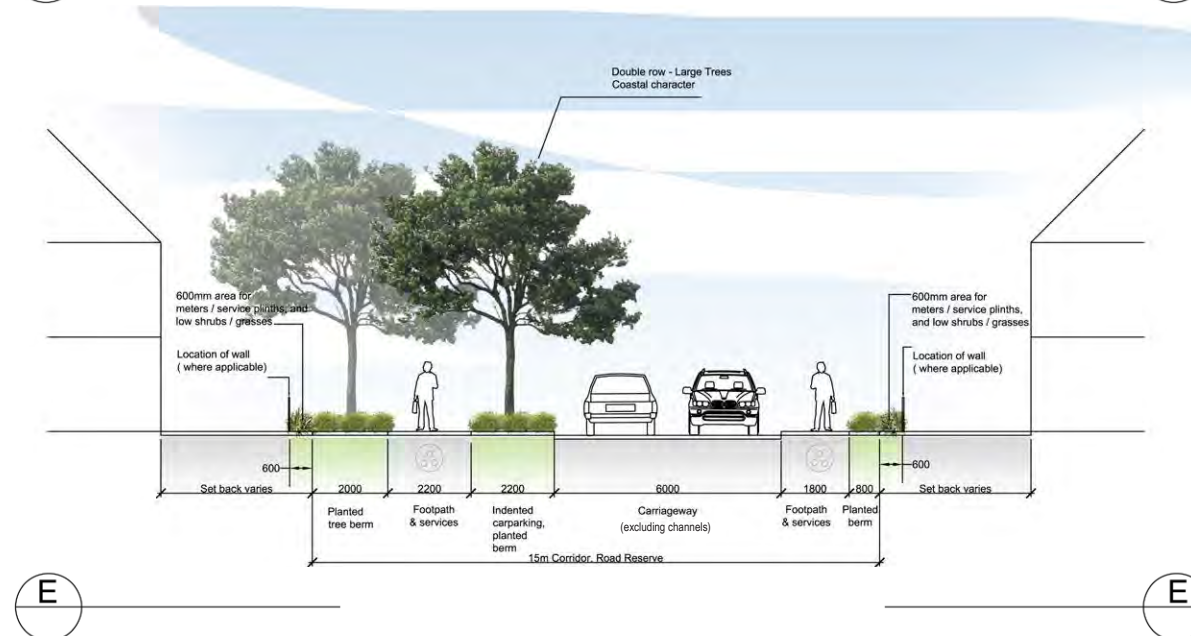 Double row - Large Trees
Coastal character
600mm area for
meters / service plinths, and
low shrubs / grasses
600mm area for
meters / service plinths,
and low shrubs / grasses
Location of wall
( where applicable)
Location of wall
( where applicable)
600
600
Set back varies
2000
2200
2200
6000
1800
800
Set back varies
Planted
tree berm
Footpath
& services
Indented
carparking,
planted
berm
Carriageway
(excluding channels)
Footpath
& services
Planted
berm
15m Corridor. Road Reserve
E
E